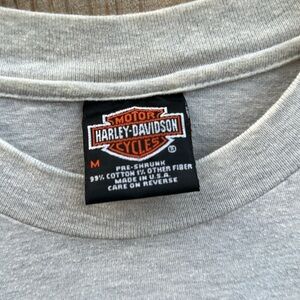 MOTOR
HARLEY-DAVIDSON
CYCLES
®
M
PRE-SHRUNK
99% COTTON 1% OTHER FIBER
MADE IN U.S.A.
CARE ON REVERSE